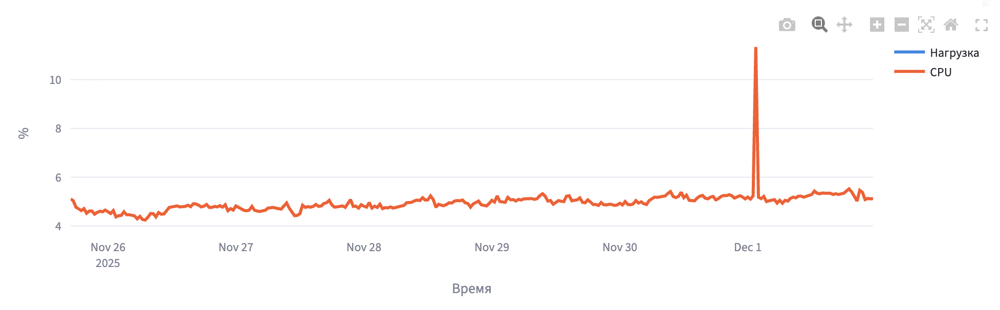 Нагрузка
CPU
10
8
6
4
%
Nov 26
2025
Nov 27
Nov 28
Nov 29
Nov 30
Dec 1
Время